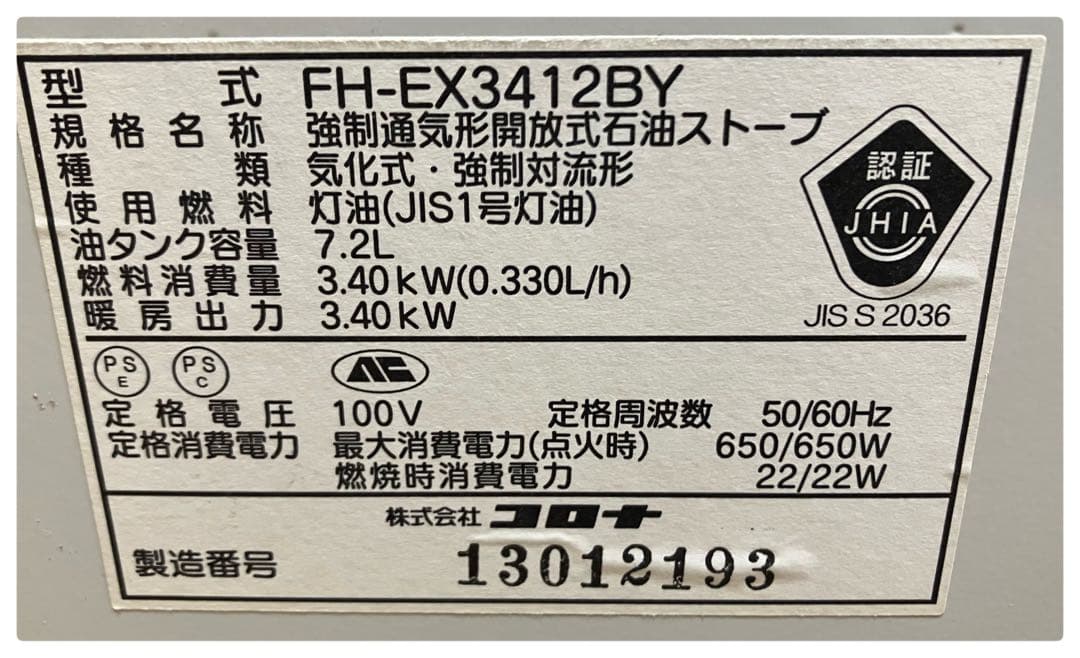 型式 FH-EX3412BY
規格名称 強制通気形開放式石油ストーブ
種類 気化式・強制対流形
使用燃料 灯油(JIS1号灯油)
油タンク容量 7.2L
燃料消費量 3.40kW(0.330L/h)
暖房出力 3.40kW
認証
JHIA
JIS S 2036
PS E PS C
定格電圧 100V 定格周波数 50/60Hz
定格消費電力 最大消費電力(点火時) 650/650W
燃焼時消費電力 22/22W
株式会社 コロナ
製造番号 13012193